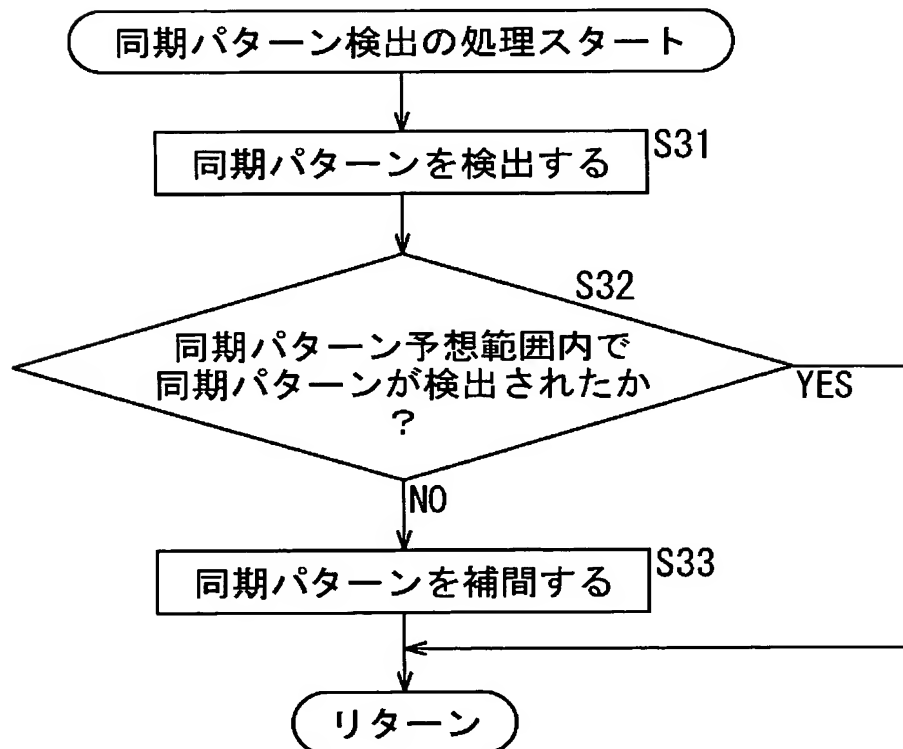 同期パターン検出の処理スタート
同期パターンを検出する
S31
S32
同期パターン予想範囲内で
同期パターンが検出されたか
?
YES
NO
同期パターンを補間する
S33
リターン